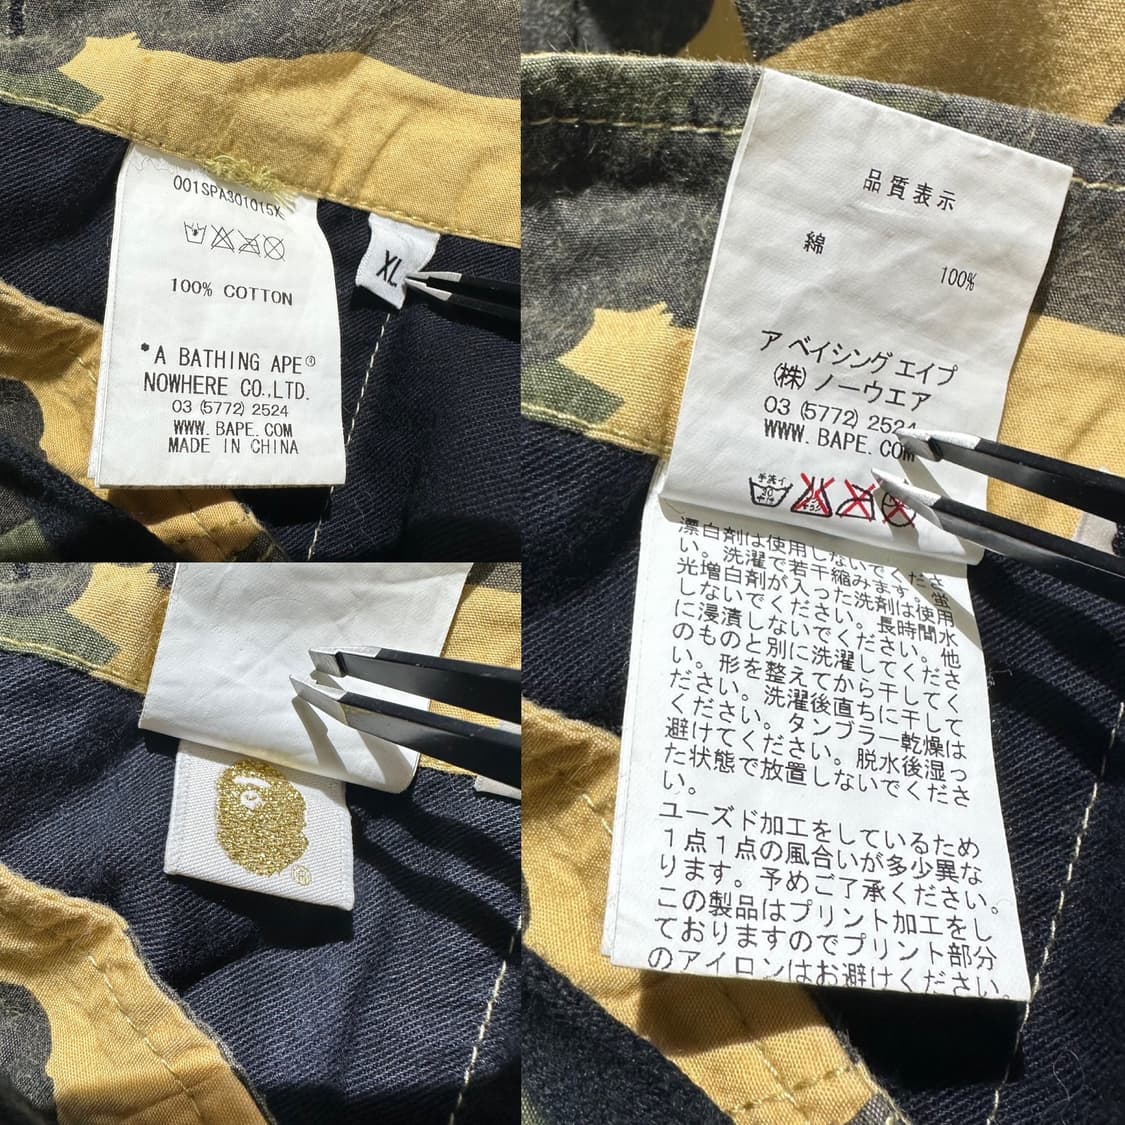 001SPA301015X
100% COTTON
*A BATHING APE®
NOWHERE CO.,LTD.
03 (5772) 2524
WWW.BAPE.COM
MADE IN CHINA
XL
品質表示
綿
100%
ア ベイシング エイプ
(株) ノーウエア
03 (5772) 2524
WWW.BAPE.COM
手洗イ
30
漂白剤は使用しないでくださ
い。洗濯で若干縮みます。蛍
光増白剤が入った洗剤は使用
しないでください。長時間水
に浸漬しないでください。他
のものと別に洗濯してくださ
い。形を整えてから干してく
ださい。洗濯後直ちに干して
ください。タンブラー乾燥は
避けてください。脱水後湿っ
た状態で放置しないでくださ
い。
ユーズド加工をしているため
1点1点の風合いが多少異な
ります。予めご了承ください。
この製品はプリント加工をし
ておりますのでプリント部分
のアイロンはお避けください。
®